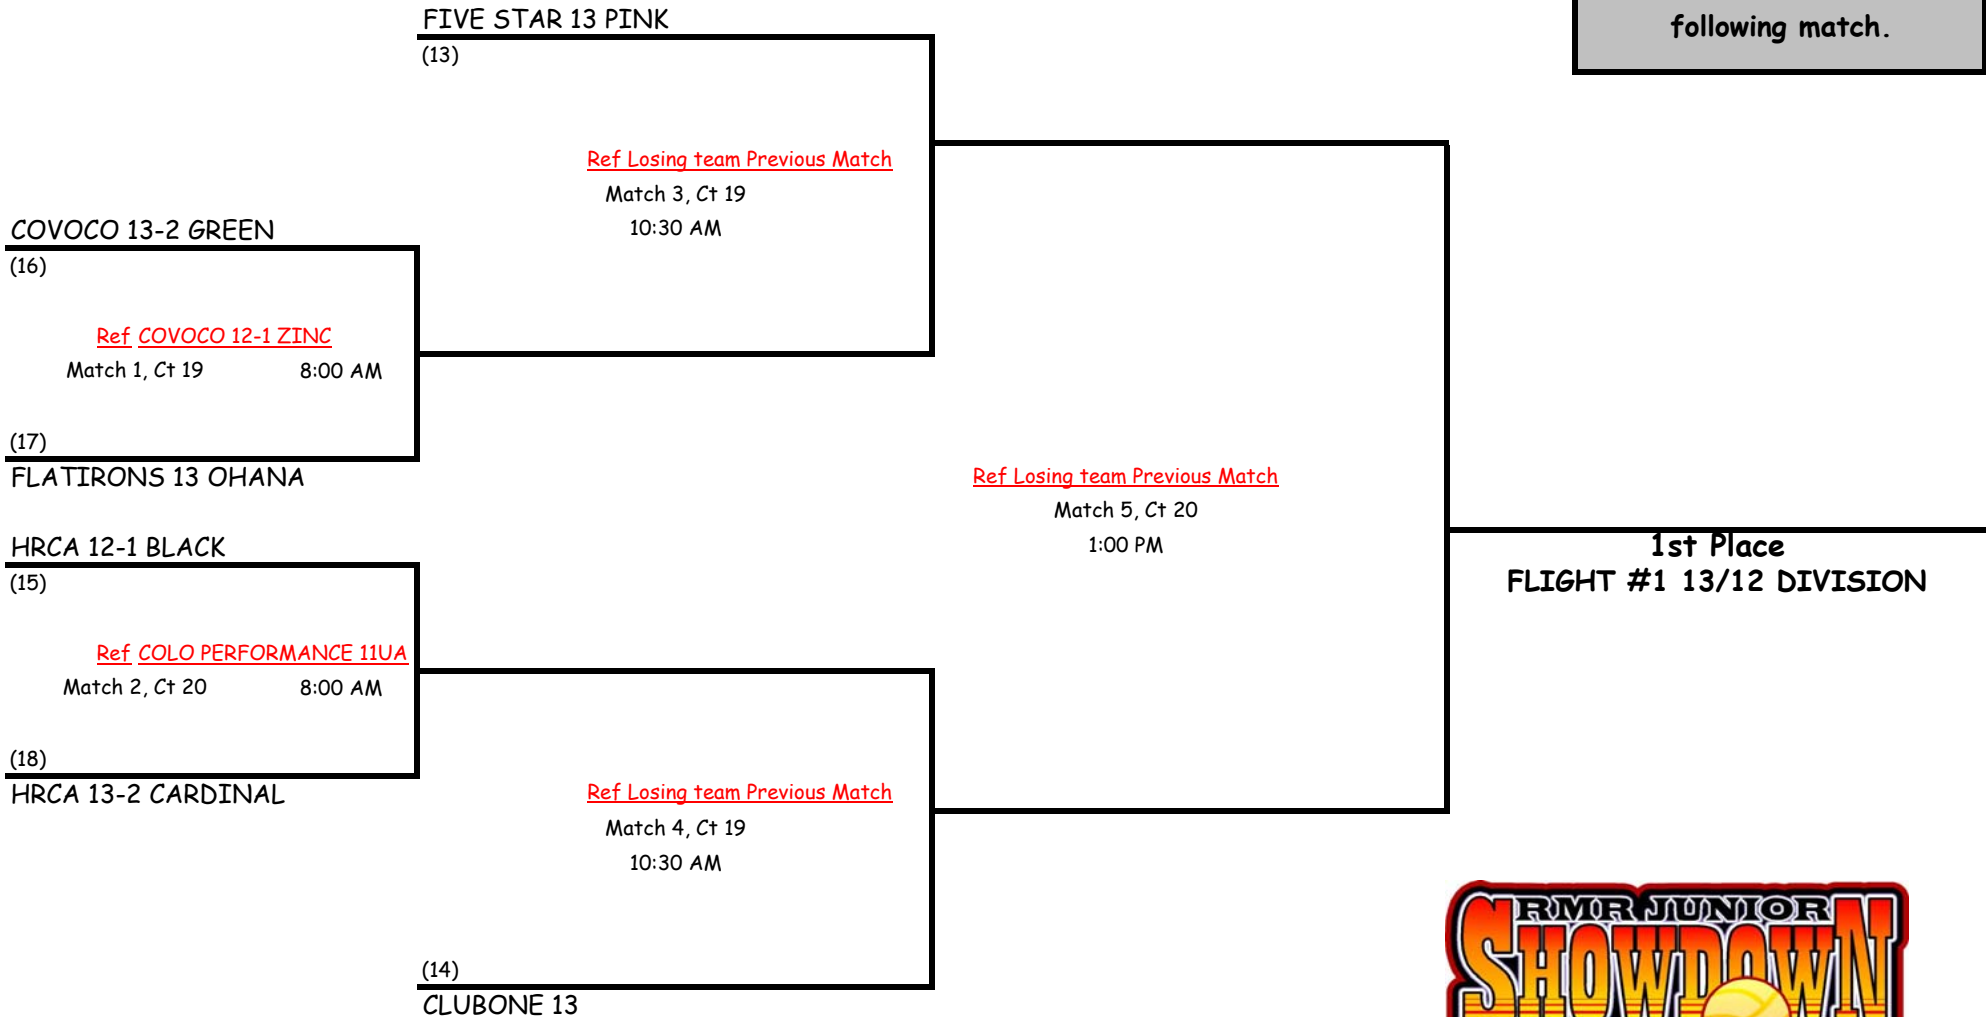 FIVE STAR 13 PINK
following match.
(13)
Ref Losing team Previous Match
Match 3, Ct 19
10:30 AM
COVOCO 13-2 GREEN
(16)
Ref COVOCO 12-1 ZINC
Match 1, Ct 19 8:00 AM
(17)
FLATIRONS 13 OHANA
Ref Losing team Previous Match
Match 5, Ct 20
1:00 PM
HRCA 12-1 BLACK
(15)
1st Place
FLIGHT #1 13/12 DIVISION
Ref COLO PERFORMANCE 11UA
Match 2, Ct 20 8:00 AM
(18)
HRCA 13-2 CARDINAL
Ref Losing team Previous Match
Match 4, Ct 19
10:30 AM
(14)
CLUBONE 13
RMR JUNIOR
SHOWDOWN